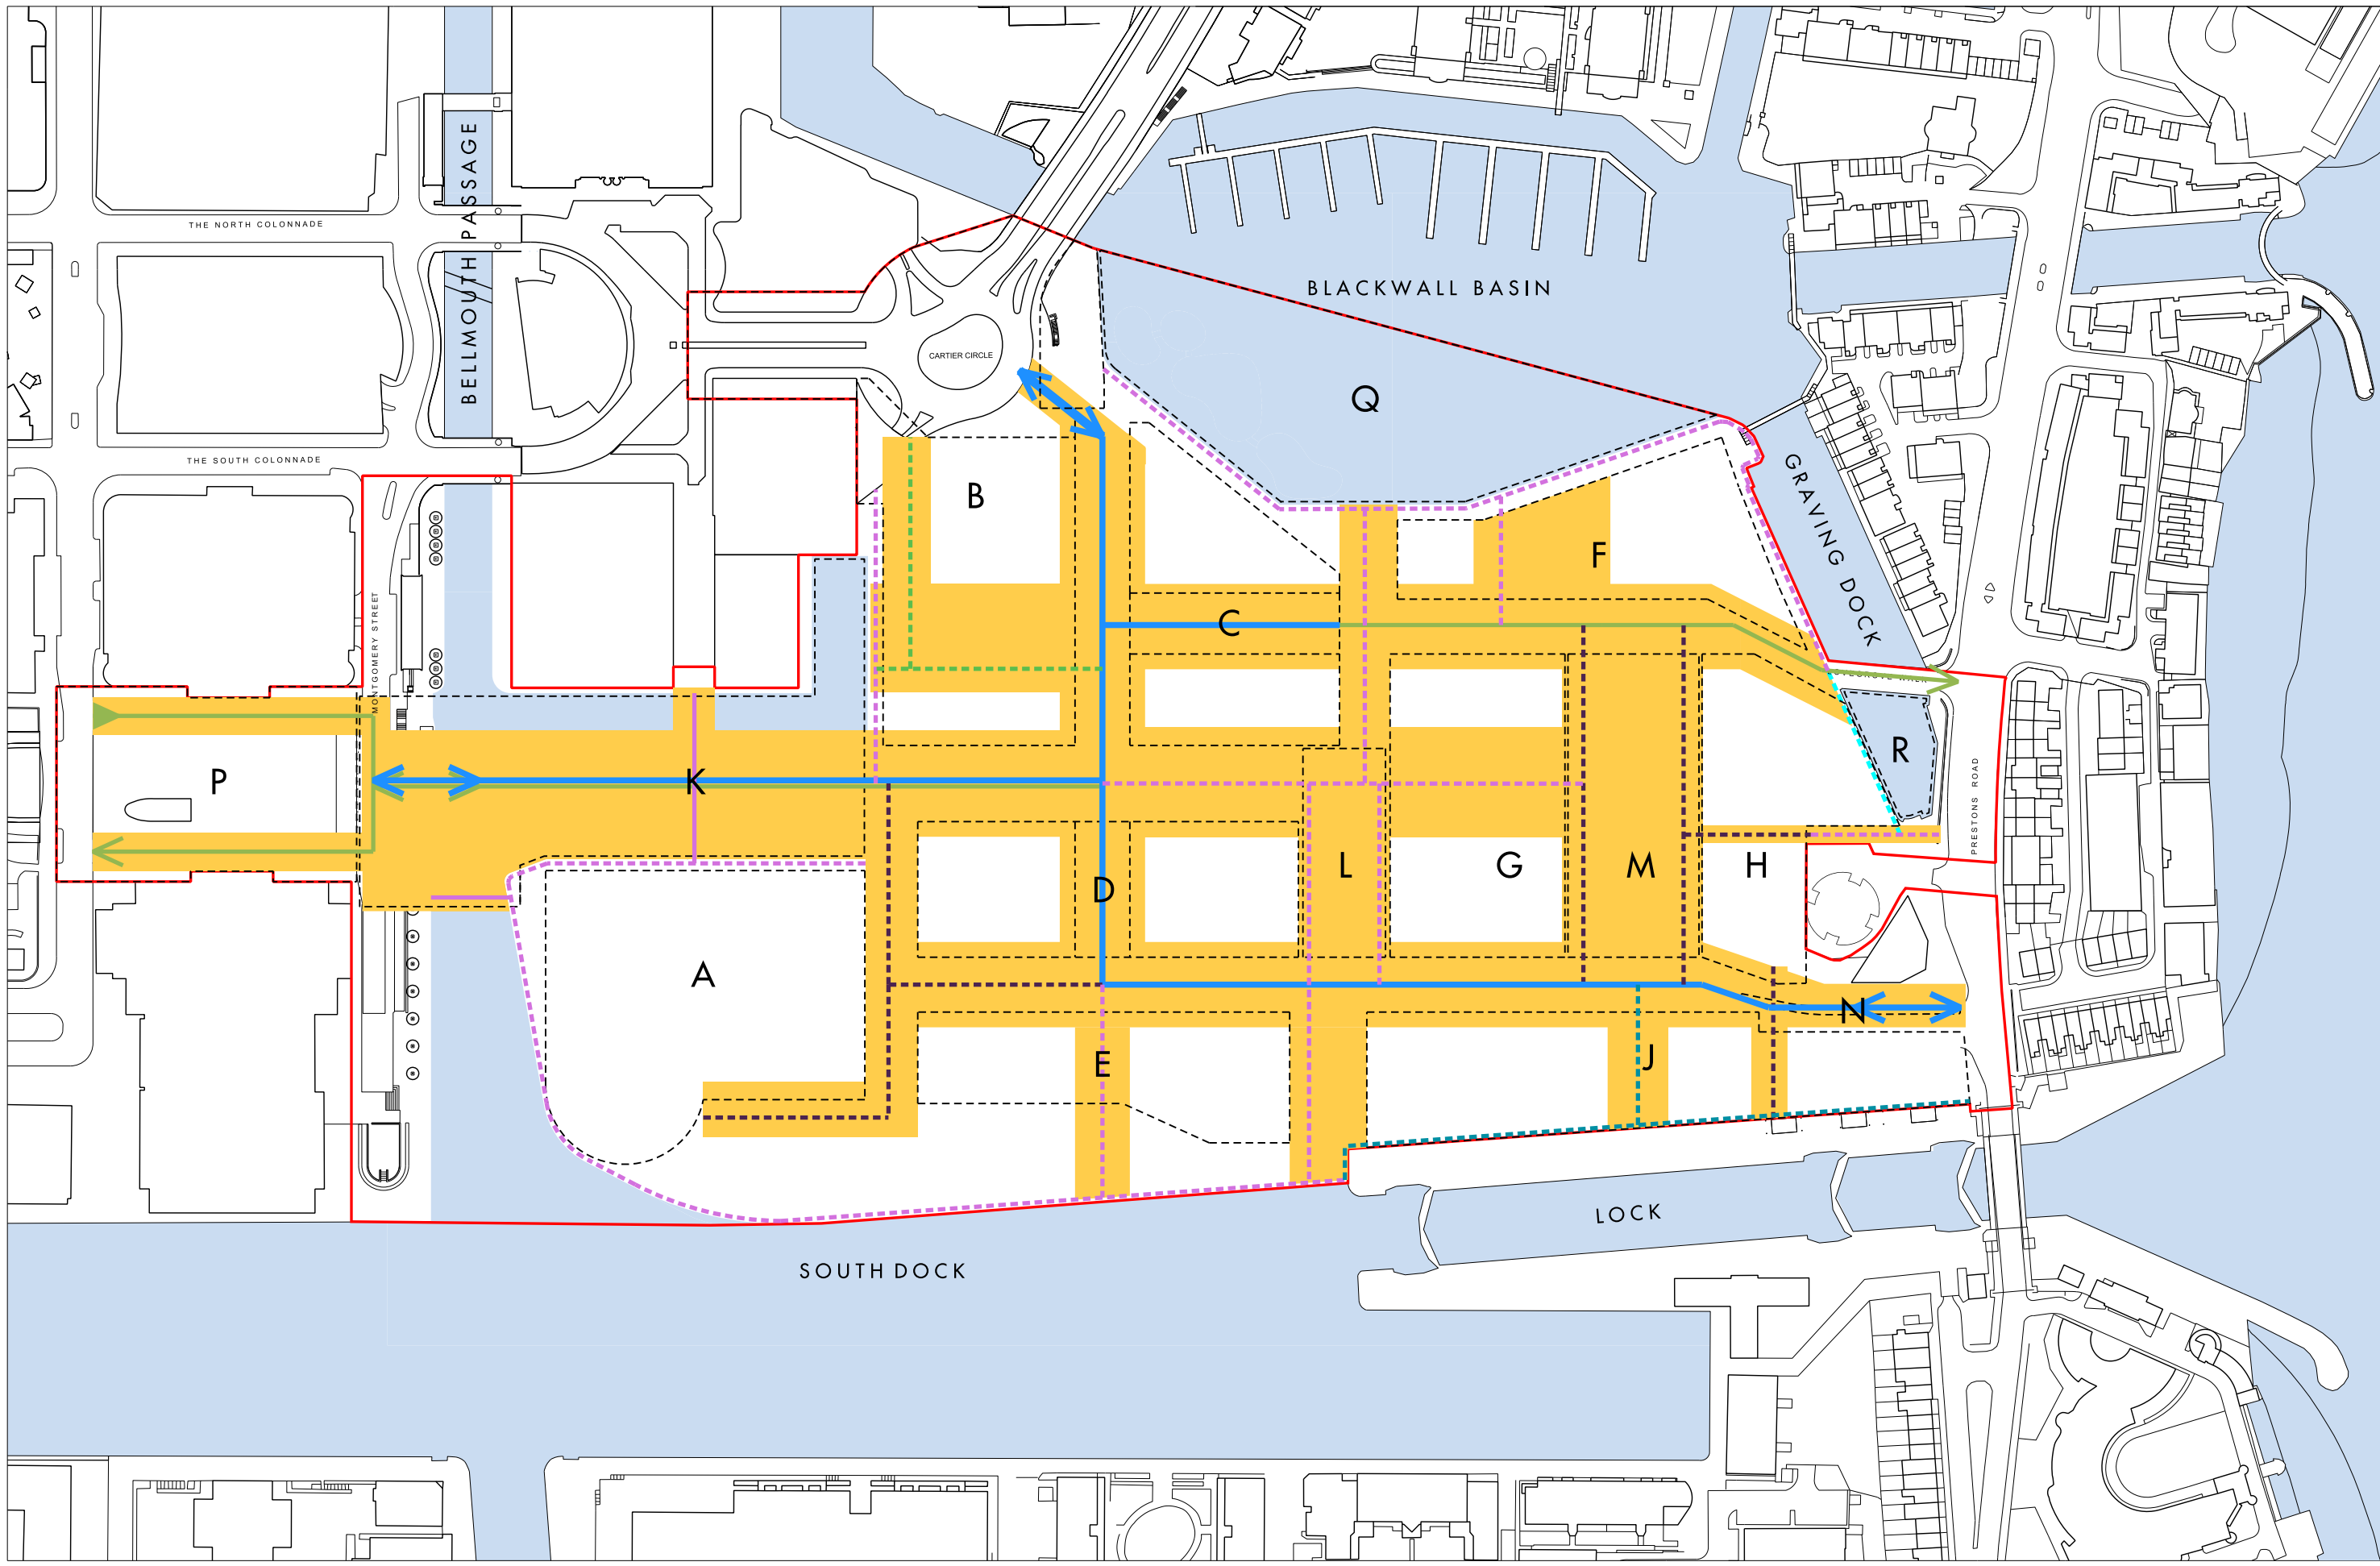 THE NORTH COLONNADE
BELLMOUTH PASSAGE
BLACKWALL BASIN
CARTIER CIRCLE
Q
THE SOUTH COLONNADE
B
GRAVING DOCK
F
MONTGOMERY STREET
C
P
K
R
PRESTONS ROAD
D
L
G
M
H
A
N
E
J
LOCK
SOUTH DOCK